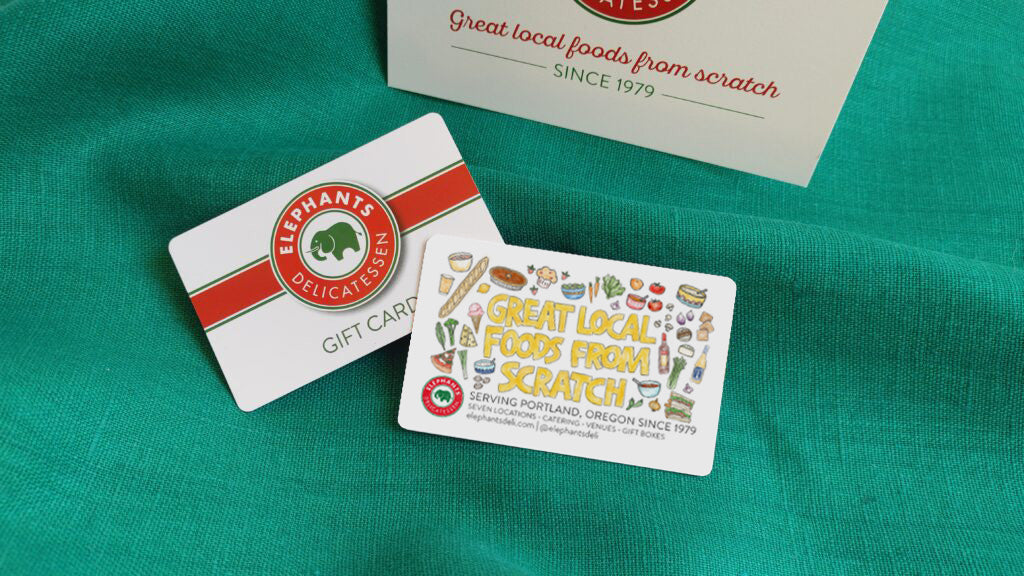 ATESSE
Great local foods from scratch
SINCE 1979
ELEPHANTS
DELICATESSEN
GIFT CARD
GREAT LOCAL
FOODS FROM
SCRATCH
ELEPHANTS
DELICATESSEN
SERVING PORTLAND, OREGON SINCE 1979
SEVEN LOCATIONS - CATERING - VENUES - GIFT BOXES
elephantsdeli.com | @elephantsdeli